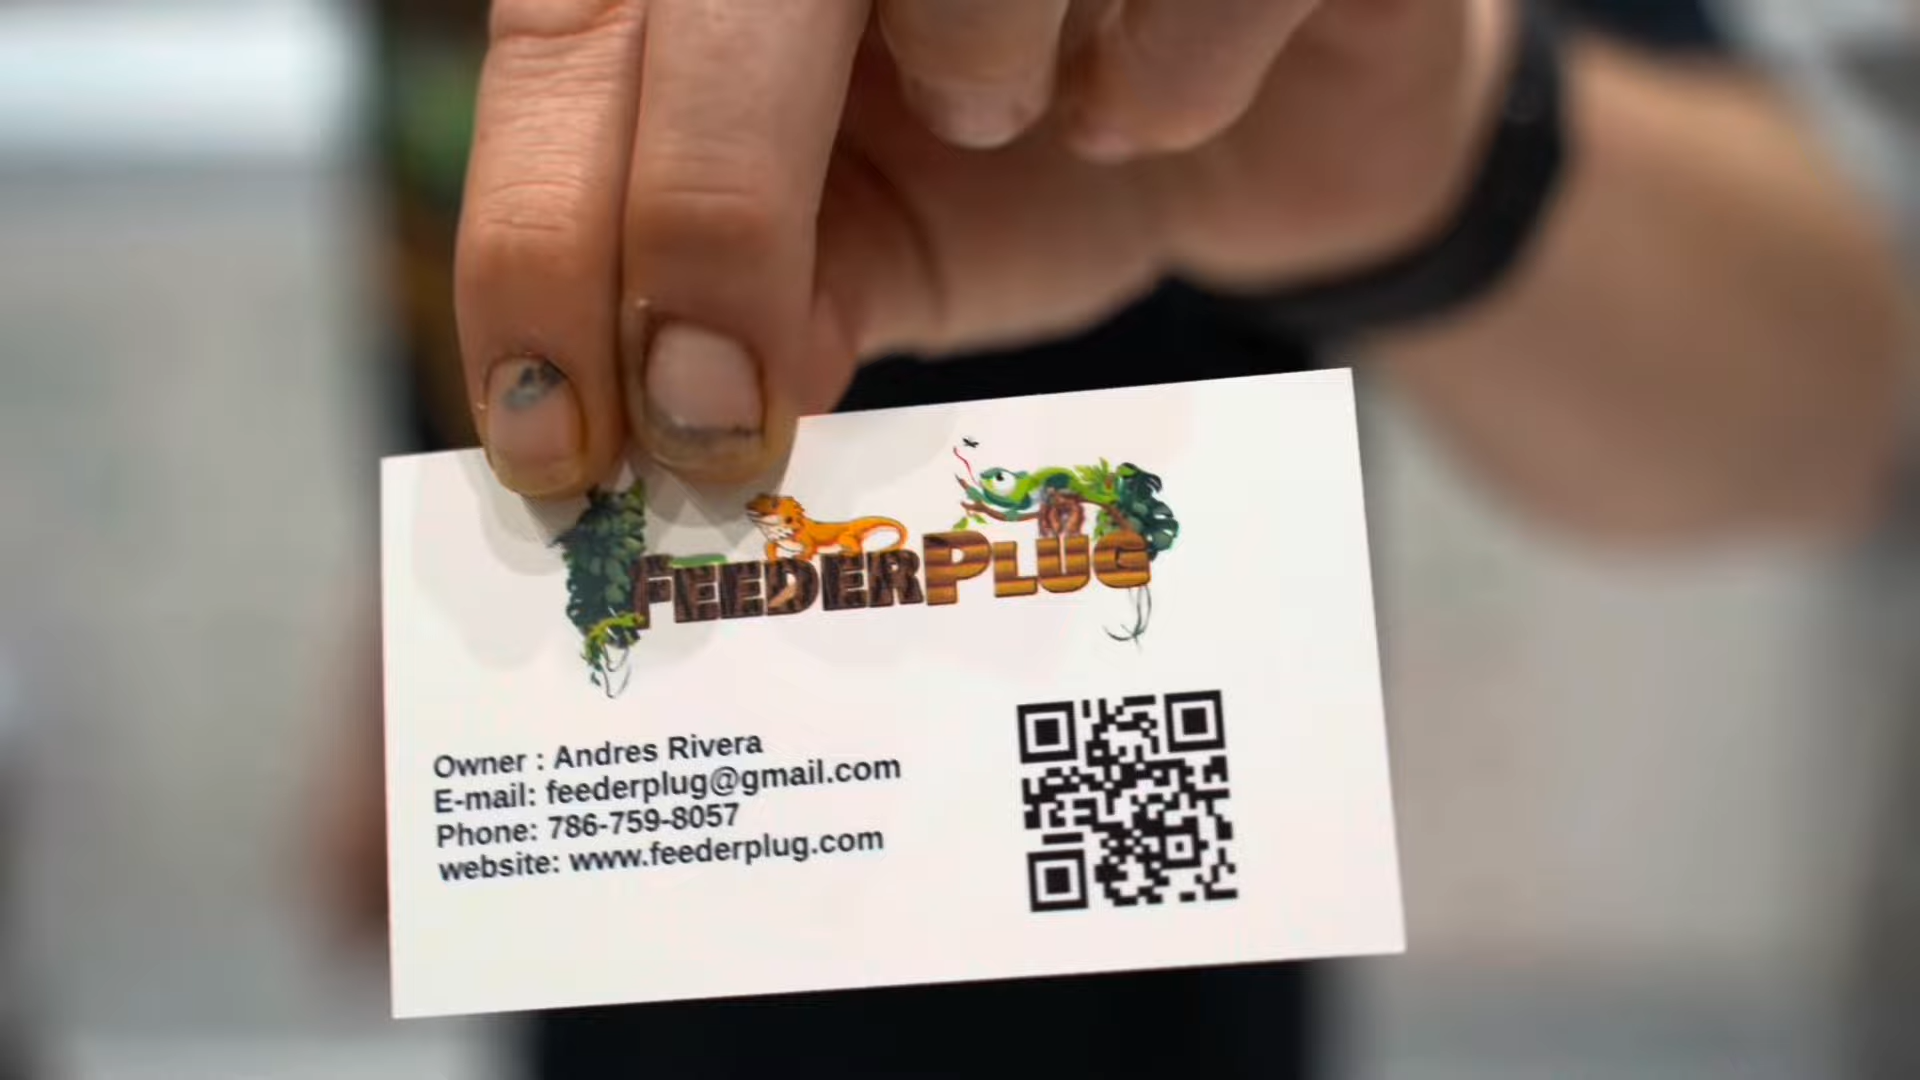 FEEDERPLUG
Owner : Andres Rivera
E-mail: feederplug@gmail.com
Phone: 786-759-8057
website: www.feederplug.com